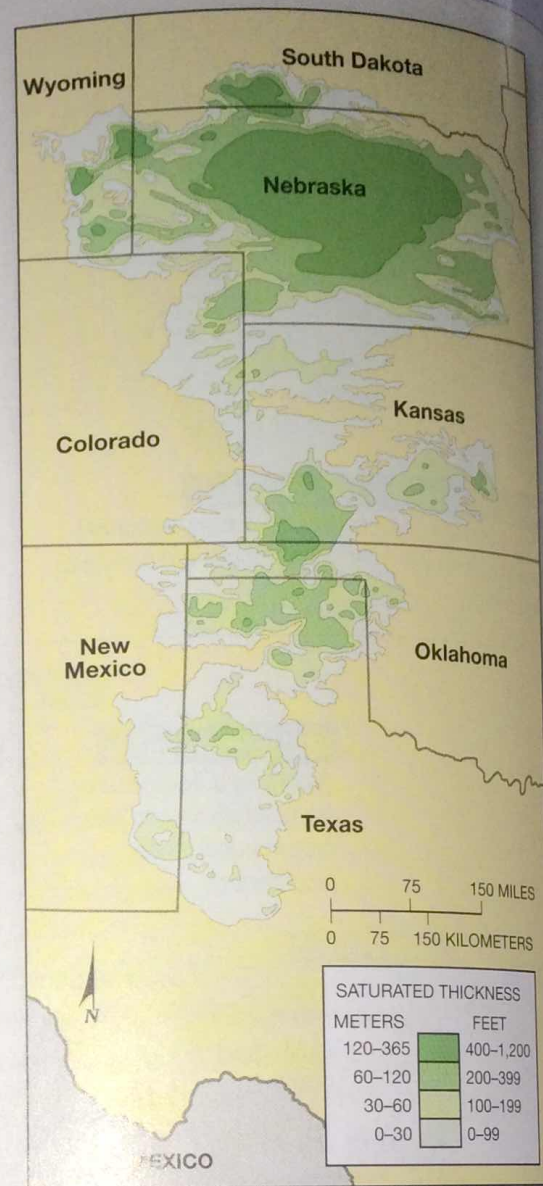 South Dakota
Wyoming
Nebraska
Kansas
Colorado
New
Mexico
Oklahoma
Texas
0 75 150 MILES
0 75 150 KILOMETERS
N
SATURATED THICKNESS
METERS FEET
120–365 400–1,200
60–120 200–399
30–60 100–199
0–30 0–99
EXICO